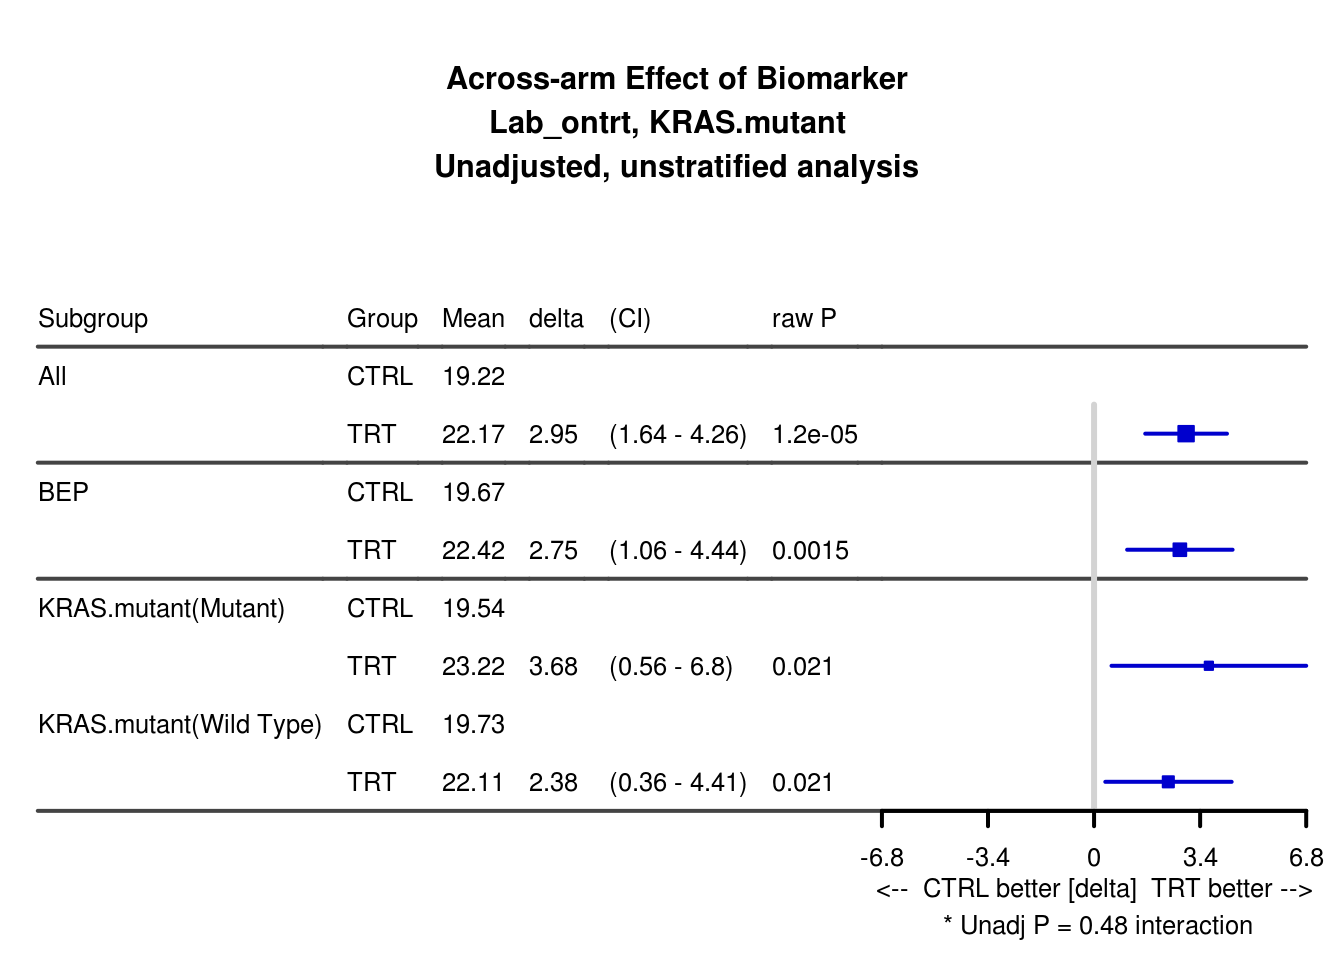 Across-arm Effect of Biomarker
Lab_ontrt, KRAS.mutant
Unadjusted, unstratified analysis
Subgroup Group Mean delta (CI) raw P
All CTRL 19.22
TRT 22.17 2.95 (1.64 - 4.26) 1.2e-05
BEP CTRL 19.67
TRT 22.42 2.75 (1.06 - 4.44) 0.0015
KRAS.mutant(Mutant) CTRL 19.54
TRT 23.22 3.68 (0.56 - 6.8) 0.021
KRAS.mutant(Wild Type) CTRL 19.73
TRT 22.11 2.38 (0.36 - 4.41) 0.021
-6.8 -3.4 0 3.4 6.8
<-- CTRL better [delta] TRT better -->
* Unadj P = 0.48 interaction